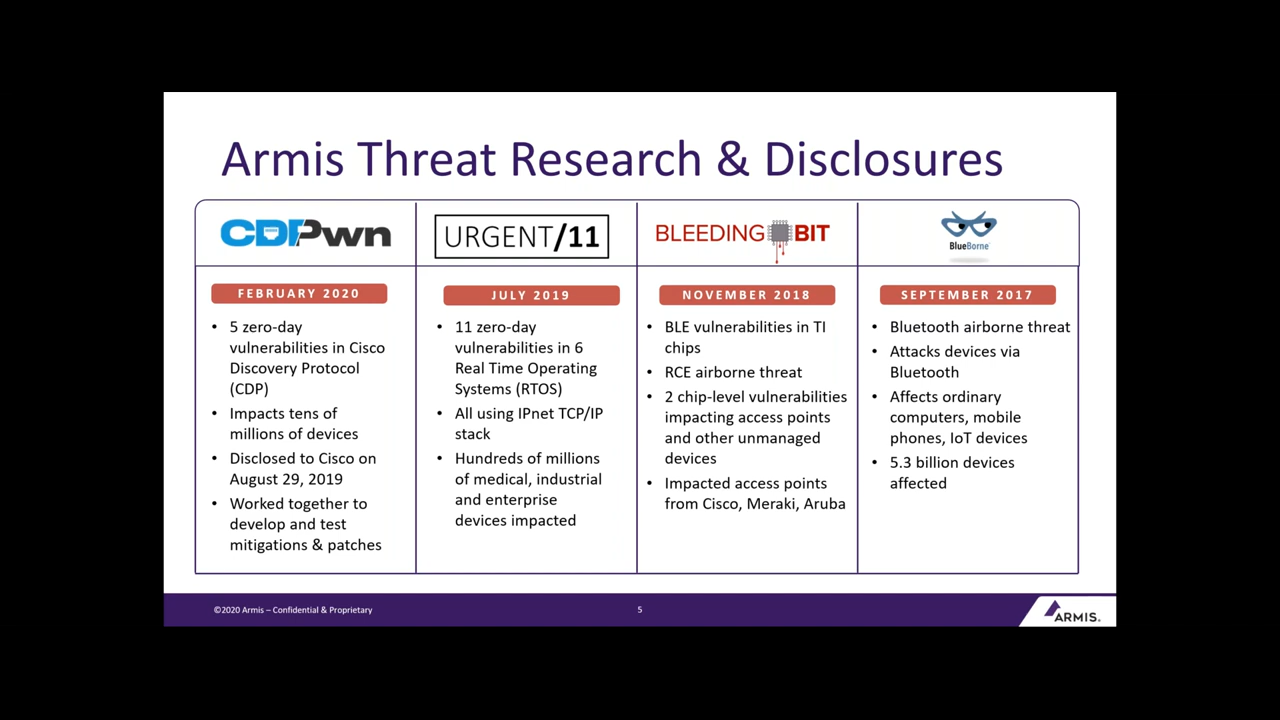 Armis Threat Research & Disclosures
CDPwn
FEBRUARY 2020
• 5 zero-day
vulnerabilities in Cisco
Discovery Protocol
(CDP)
• Impacts tens of
millions of devices
• Disclosed to Cisco on
August 29, 2019
• Worked together to
develop and test
mitigations & patches
URGENT/11
JULY 2019
• 11 zero-day
vulnerabilities in 6
Real Time Operating
Systems (RTOS)
• All using IPnet TCP/IP
stack
• Hundreds of millions
of medical, industrial
and enterprise
devices impacted
BLEEDING BIT
NOVEMBER 2018
• BLE vulnerabilities in TI
chips
• RCE airborne threat
• 2 chip-level vulnerabilities
impacting access points
and other unmanaged
devices
• Impacted access points
from Cisco, Meraki, Aruba
BlueBorne
SEPTEMBER 2017
• Bluetooth airborne threat
• Attacks devices via
Bluetooth
• Affects ordinary
computers, mobile
phones, IoT devices
• 5.3 billion devices
affected
©2020 Armis – Confidential & Proprietary
5
ARMIS.